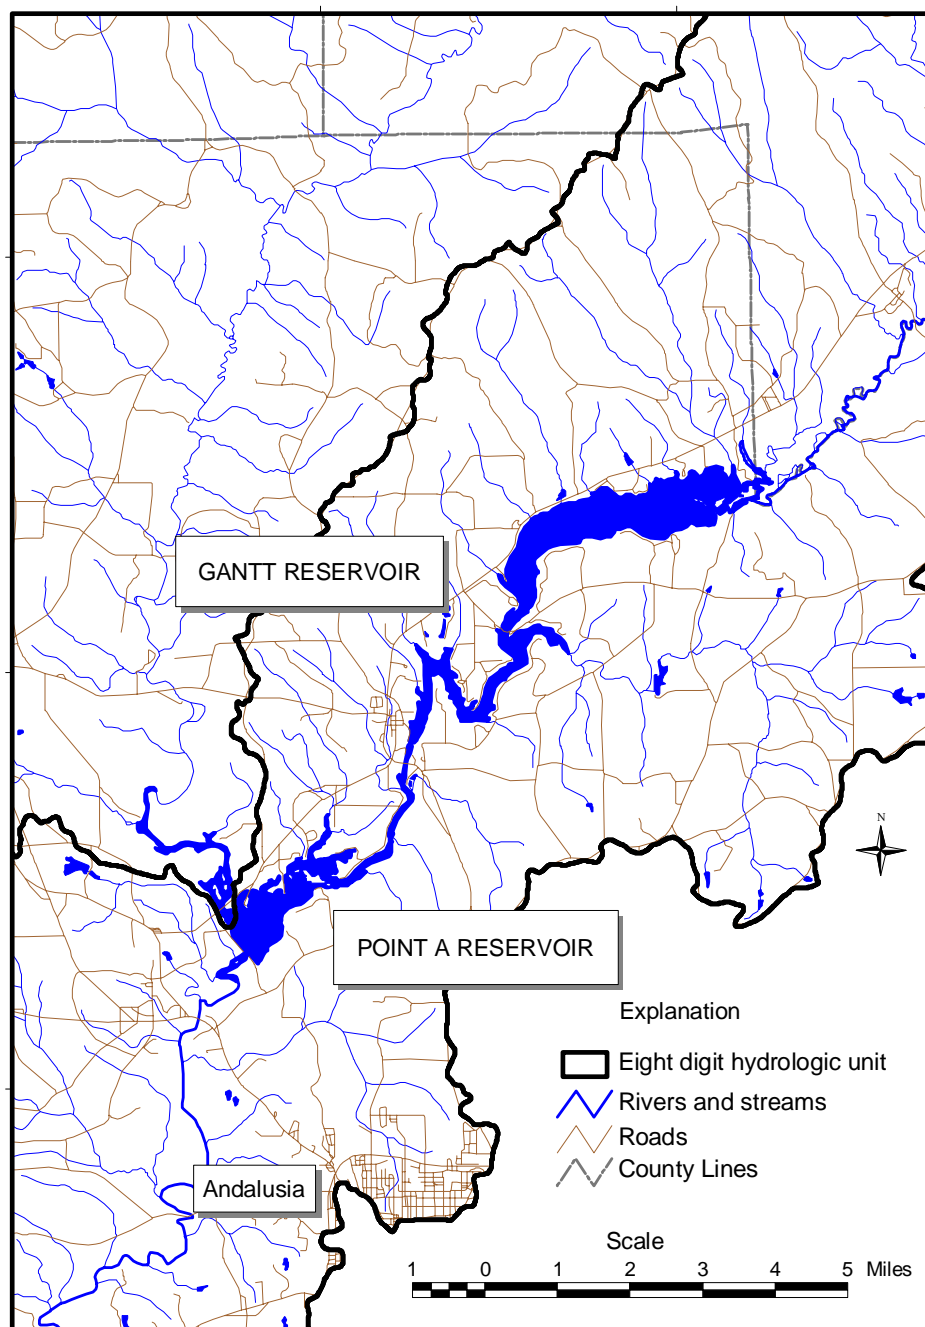 GANTT RESERVOIR
N
POINT A RESERVOIR
Explanation
Eight digit hydrologic unit
Rivers and streams
Roads
County Lines
Andalusia
Scale
1 0 1 2 3 4 5 Miles